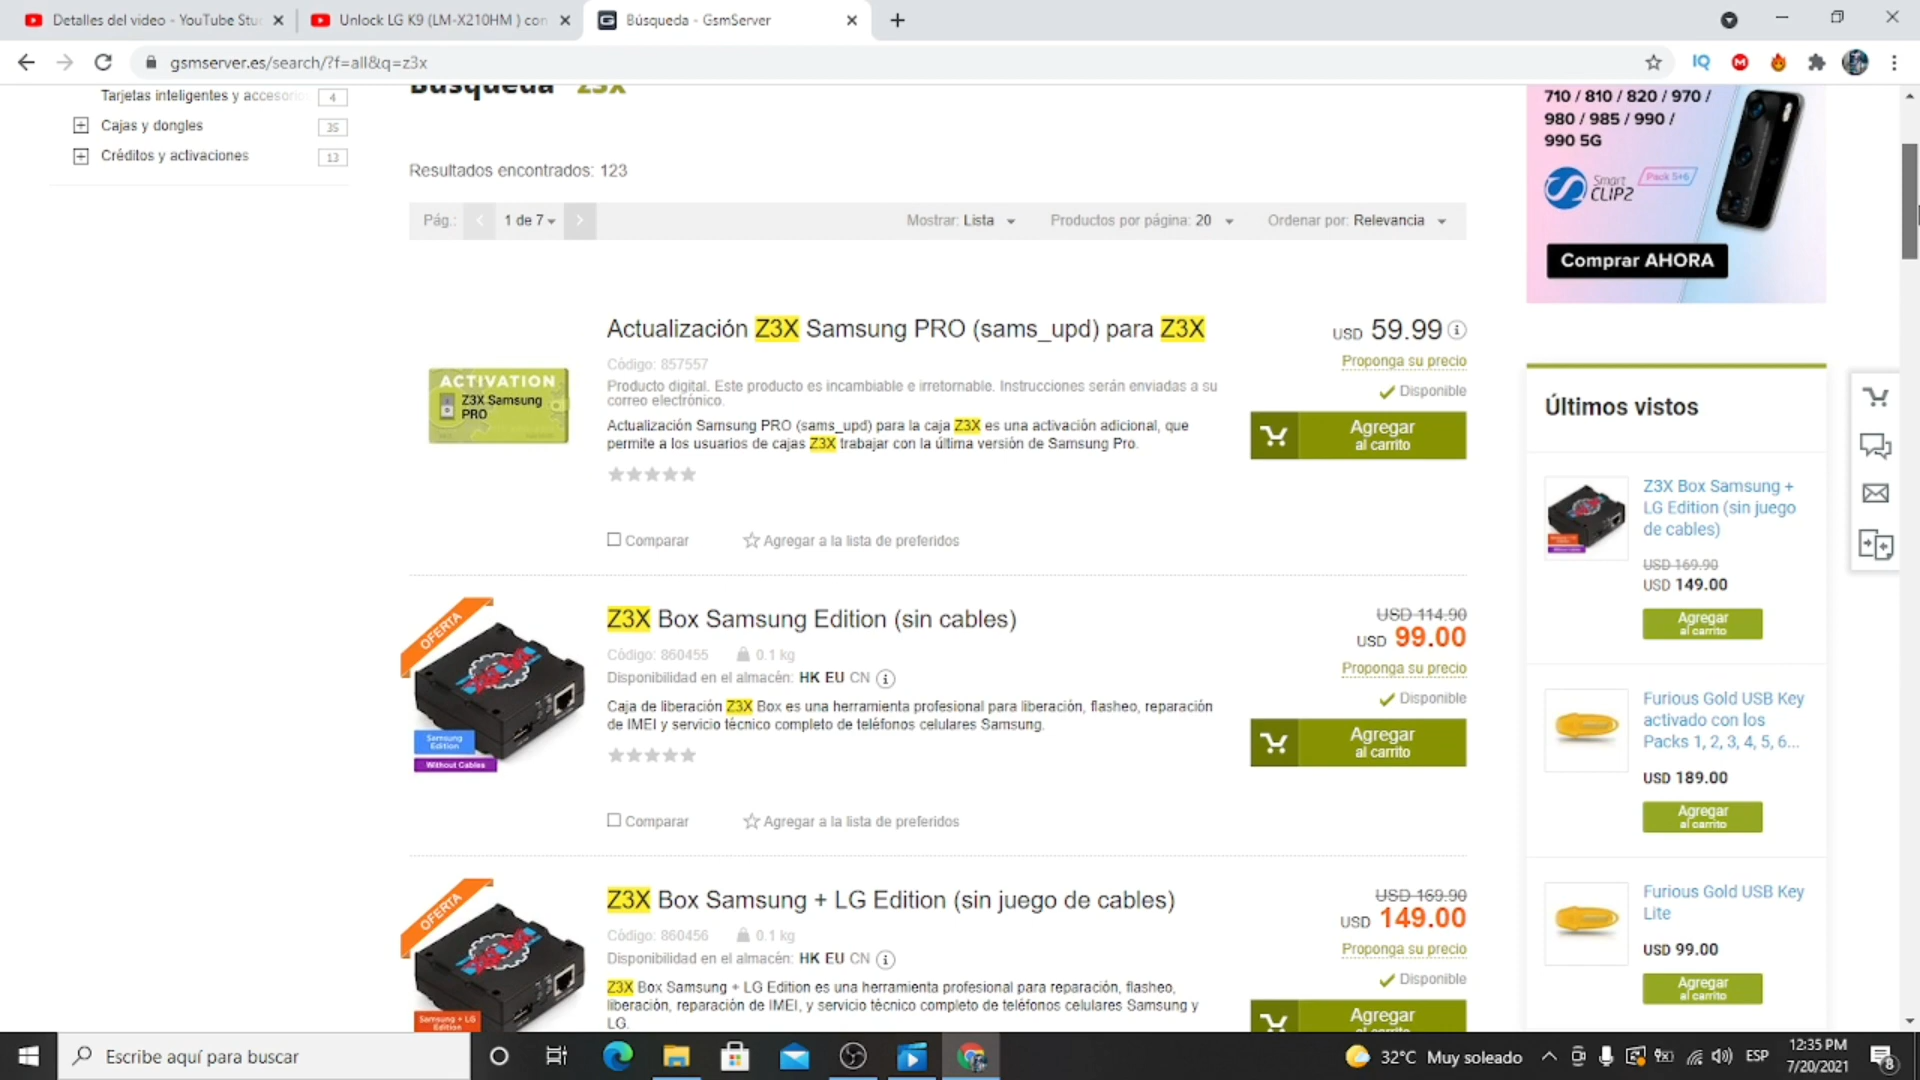 Detalles del video - YouTube Stu
Unlock LG K9 (LM-X210HM ) con
Búsqueda - GsmServer
gsmserver.es/search/?f=all&q=z3x
IQ
Tarjetas inteligentes y accesorio
4
Cajas y dongles
35
Créditos y activaciones
13
Búsqueda z3x
Resultados encontrados: 123
Pág.:
1 de 7
Mostrar: Lista
Productos por página: 20
Ordenar por: Relevancia
ACTIVATION
Z3X Samsung
PRO
Actualización Z3X Samsung PRO (sams_upd) para Z3X
Código: 857557
Producto digital. Este producto es incambiable e irretornable. Instrucciones serán enviadas a su
correo electrónico.
Actualización Samsung PRO (sams_upd) para la caja Z3X es una activación adicional, que
permite a los usuarios de cajas Z3X trabajar con la última versión de Samsung Pro.
Comparar
Agregar a la lista de preferidos
USD 59.99
Proponga su precio
Disponible
Agregar
al carrito
OFERTA
Samsung
Edition
Without Cables
Z3X Box Samsung Edition (sin cables)
Código: 860455
0.1 kg
Disponibilidad en el almacén: HK EU CN
Caja de liberación Z3X Box es una herramienta profesional para liberación, flasheo, reparación
de IMEI y servicio técnico completo de teléfonos celulares Samsung.
Comparar
Agregar a la lista de preferidos
USD 114.90
USD 99.00
Proponga su precio
Disponible
Agregar
al carrito
OFERTA
Samsung + LG
Edition
Z3X Box Samsung + LG Edition (sin juego de cables)
Código: 860456
0.1 kg
Disponibilidad en el almacén: HK EU CN
Z3X Box Samsung + LG Edition es una herramienta profesional para reparación, flasheo,
liberación, reparación de IMEI, y servicio técnico completo de teléfonos celulares Samsung y
LG.
USD 169.90
USD 149.00
Proponga su precio
Disponible
Agregar
al carrito
710 / 810 / 820 / 970 /
980 / 985 / 990 /
990 5G
Smart
CLIP2
Pack 5+6
Comprar AHORA
Últimos vistos
Z3X Box Samsung +
LG Edition (sin juego
de cables)
USD 169.90
USD 149.00
Agregar
al carrito
Furious Gold USB Key
activado con los
Packs 1, 2, 3, 4, 5, 6...
USD 189.00
Agregar
al carrito
Furious Gold USB Key
Lite
USD 99.00
Agregar
al carrito
Escribe aquí para buscar
32°C Muy soleado
ESP
12:35 PM
7/20/2021
8